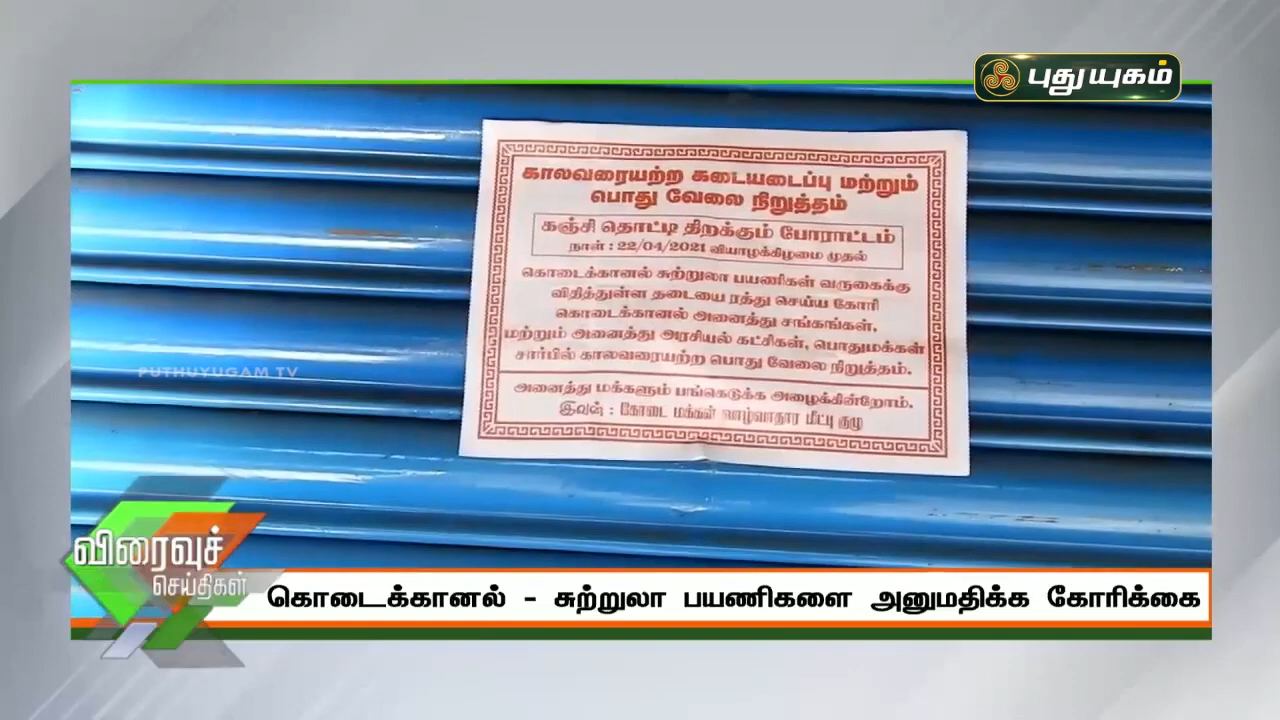 புதுயுகம்
காலவரையற்ற கடையடைப்பு மற்றும்
பொது வேலை நிறுத்தம்
கஞ்சி தொட்டி திறக்கும் போராட்டம்
நாள் : 22/04/2021 வியாழக்கிழமை முதல்
கொடைக்கானல் சுற்றுலா பயணிகள் வருகைக்கு
விதித்துள்ள தடையை ரத்து செய்ய கோரி
கொடைக்கானல் அனைத்து சங்கங்கள்,
மற்றும் அனைத்து அரசியல் கட்சிகள், பொதுமக்கள்
சார்பில் காலவரையற்ற பொது வேலை நிறுத்தம்.
அனைத்து மக்களும் பங்கெடுக்க அழைக்கின்றோம்.
இவண் : கோடை மக்கள் வாழ்வாதார மீட்பு குழு
PUTHUYUGAM TV
விரைவுச்
செய்திகள்
கொடைக்கானல் - சுற்றுலா பயணிகளை அனுமதிக்க கோரிக்கை